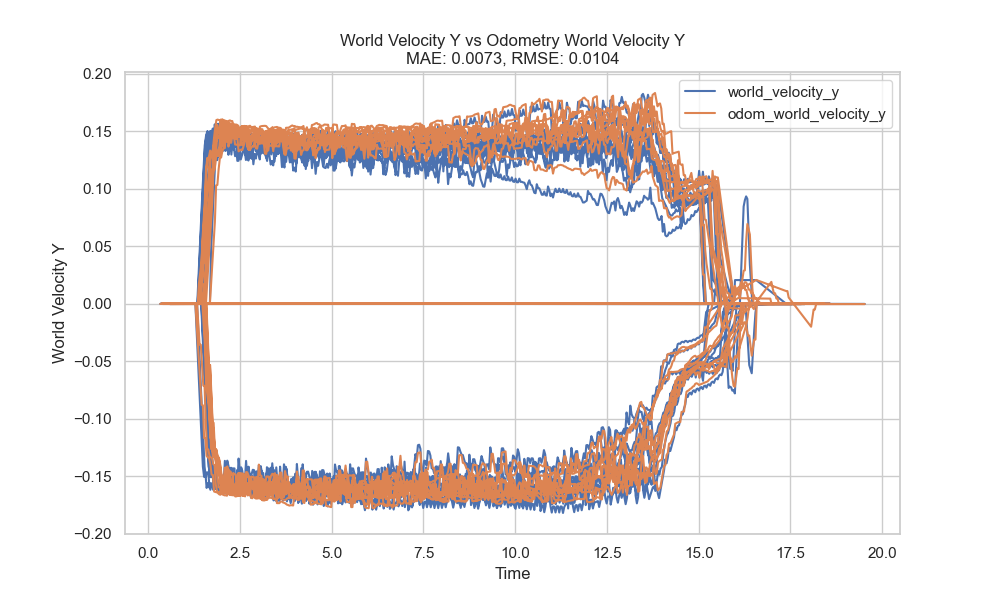 World Velocity Y vs Odometry World Velocity Y
MAE: 0.0073, RMSE: 0.0104
world_velocity_y
odom_world_velocity_y
World Velocity Y
0.20
0.15
0.10
0.05
0.00
−0.05
−0.10
−0.15
−0.20
0.0 2.5 5.0 7.5 10.0 12.5 15.0 17.5 20.0
Time